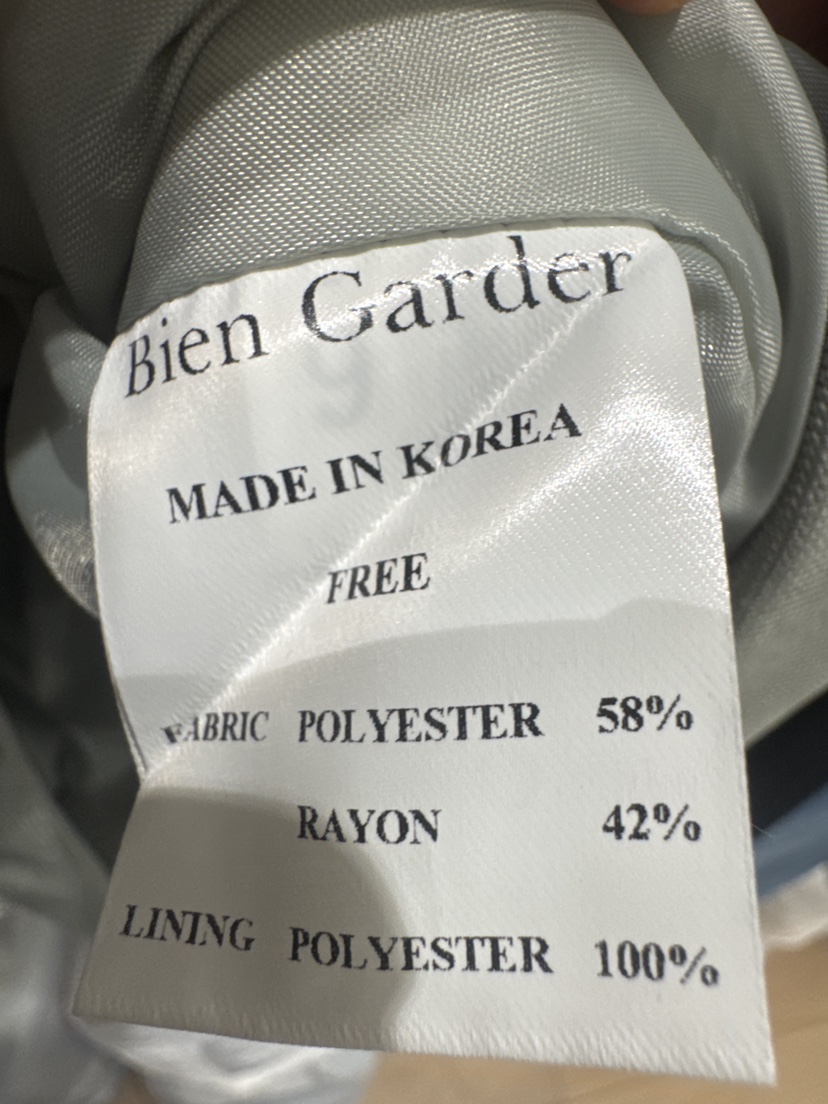 Bien Garder
MADE IN KOREA
FREE
FABRIC POLYESTER 58%
RAYON 42%
LINING POLYESTER 100%